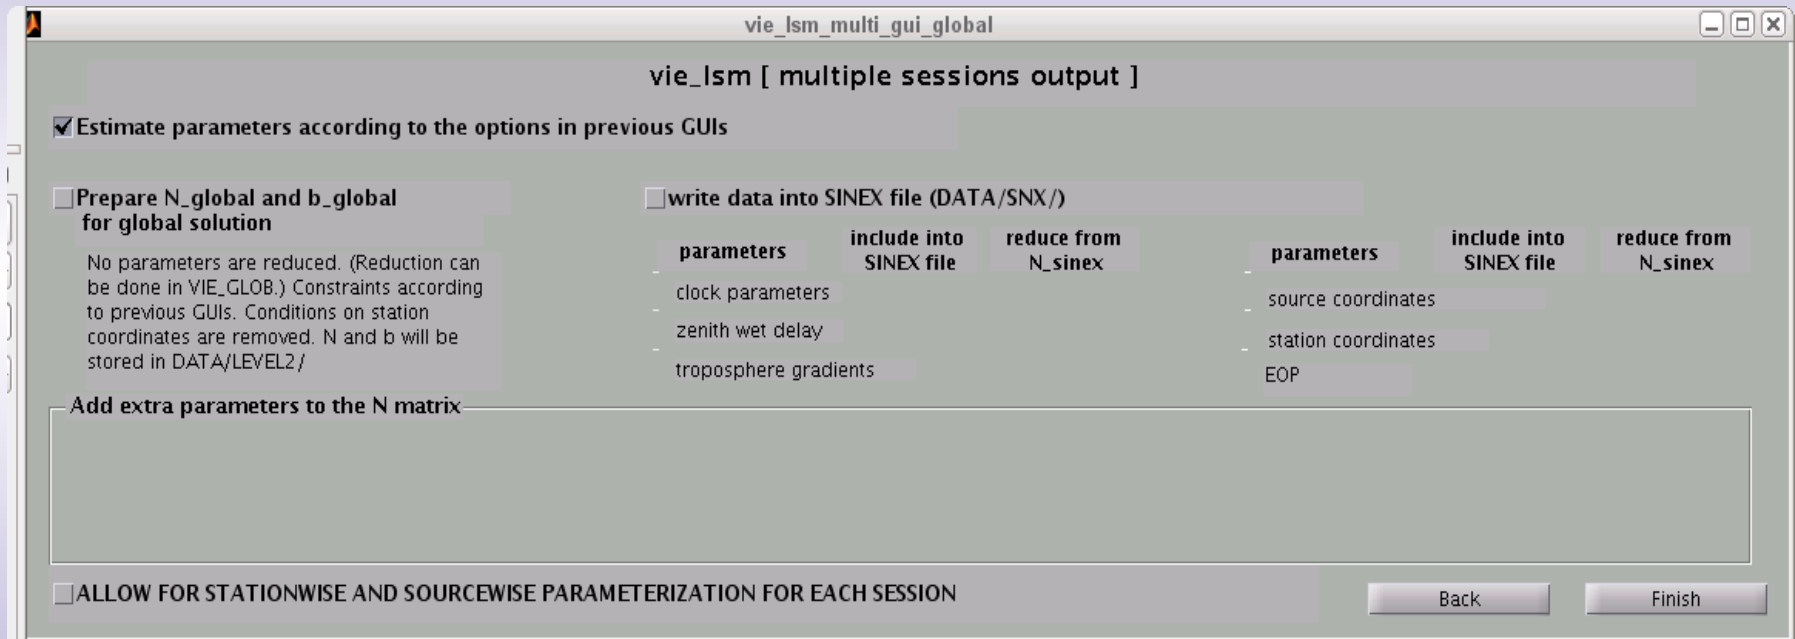 vie_lsm_multi_gui_global
vie_lsm [ multiple sessions output ]
Estimate parameters according to the options in previous GUIs
Prepare N_global and b_global
for global solution
No parameters are reduced. (Reduction can
be done in VIE_GLOB.) Constraints according
to previous GUIs. Conditions on station
coordinates are removed. N and b will be
stored in DATA/LEVEL2/
write data into SINEX file (DATA/SNX/)
parameters
include into
SINEX file
reduce from
N_sinex
clock parameters
zenith wet delay
troposphere gradients
parameters
include into
SINEX file
reduce from
N_sinex
source coordinates
station coordinates
EOP
Add extra parameters to the N matrix
ALLOW FOR STATIONWISE AND SOURCEWISE PARAMETERIZATION FOR EACH SESSION
Back
Finish